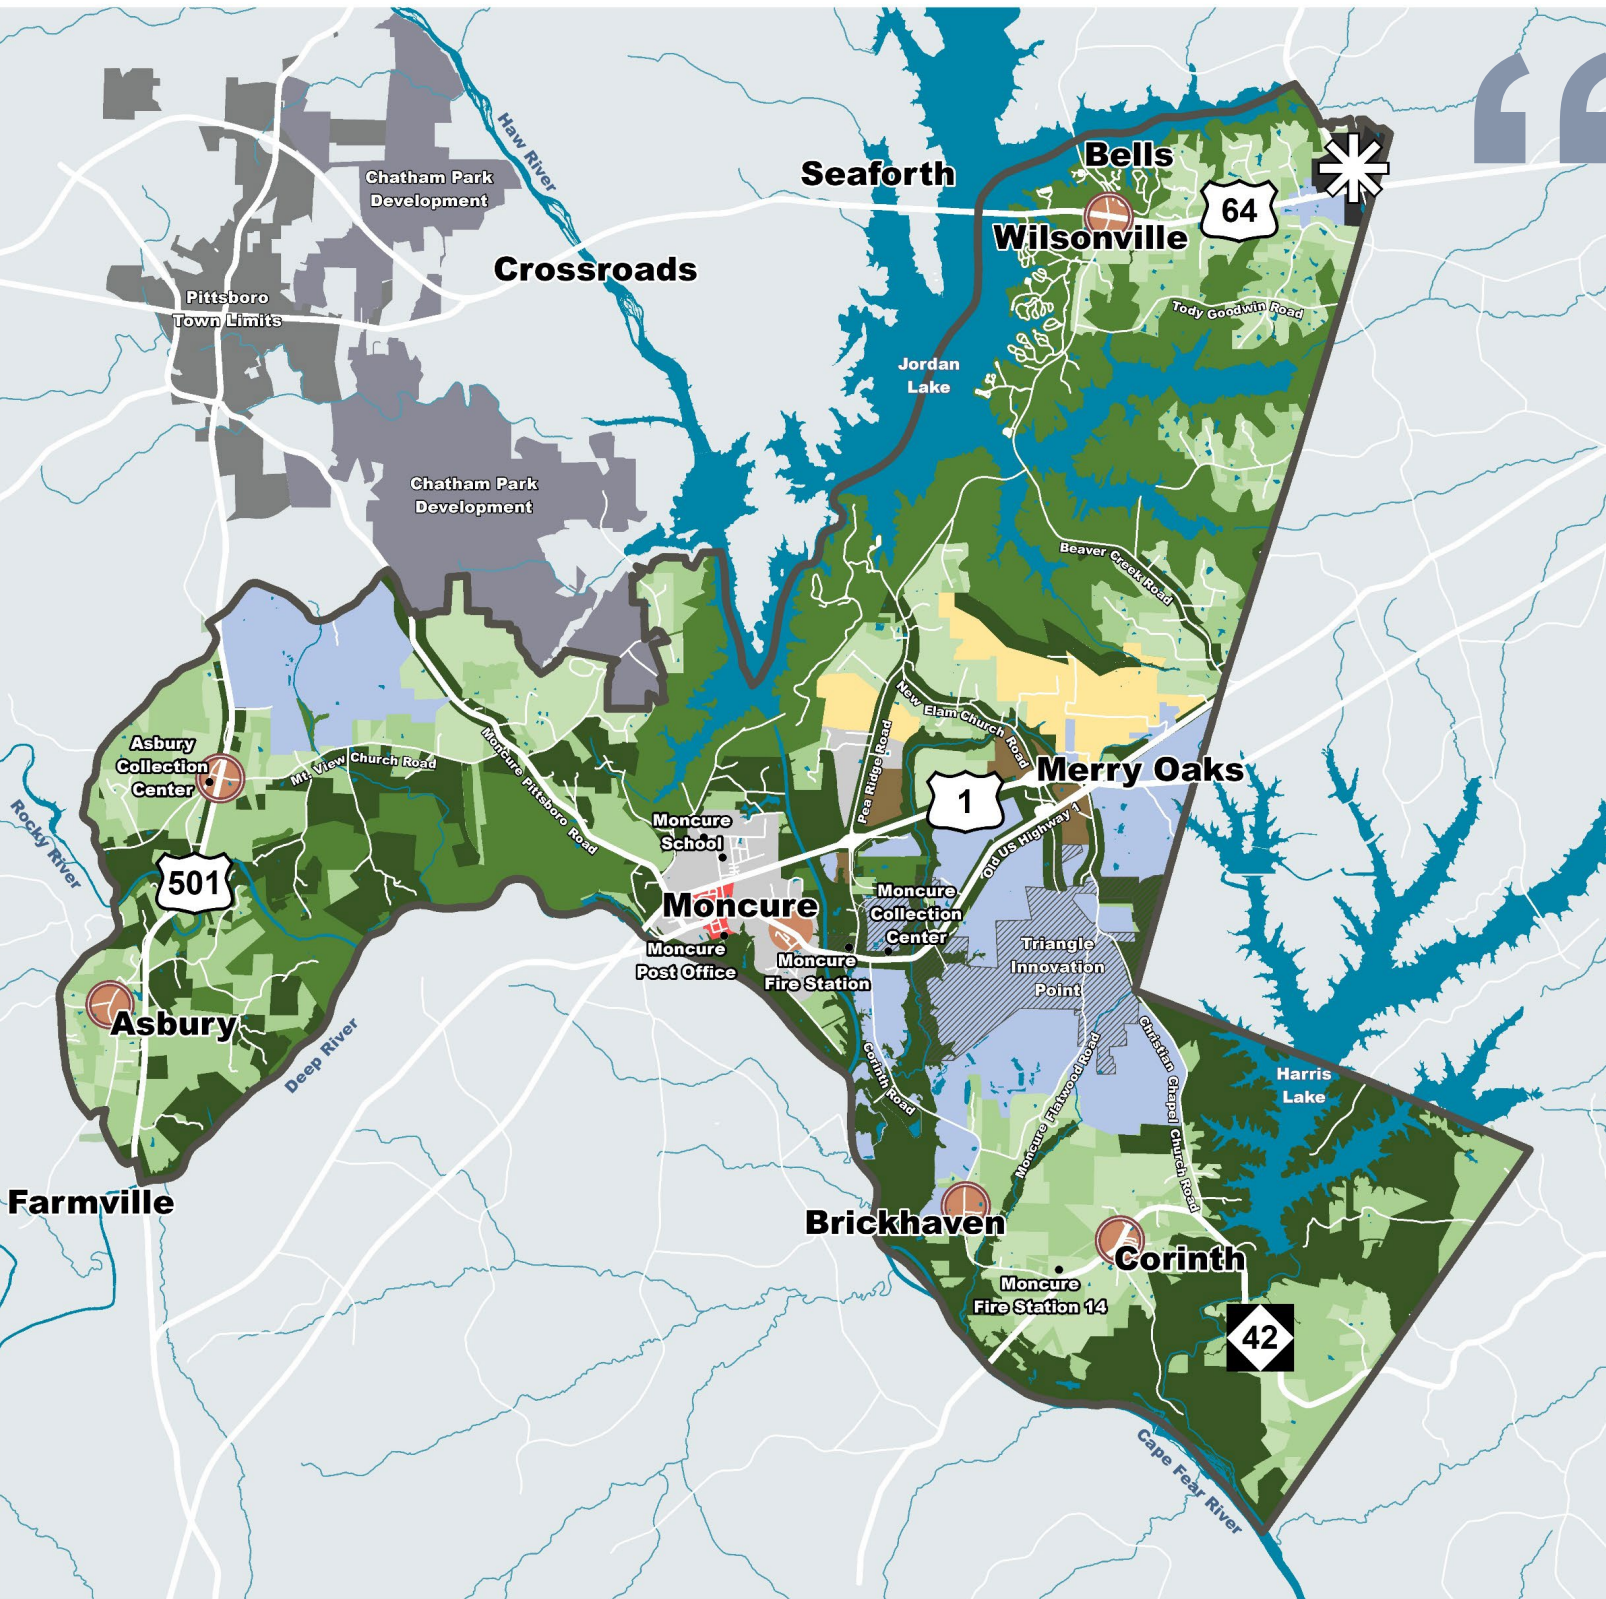 “
Haw River
Bells
Seaforth
Chatham Park
Development
64
Wilsonville
Crossroads
Pittsboro
Town Limits
Tody Goodwin Road
Jordan
Lake
Chatham Park
Development
Beaver Creek Road
New Elam Church Road
Pea Ridge Road
Moncure Pittsboro Road
Asbury
Collection
Center
Mt. View Church Road
Merry Oaks
1
Old US Highway 1
Rocky River
Moncure
School
501
Moncure
Moncure
Collection
Center
Triangle
Innovation
Point
Moncure
Post Office
Moncure
Fire Station
Asbury
Deep River
Corinth Road
Moncure Flatwood Road
Christian Chapel Church Road
Harris
Lake
Farmville
Brickhaven
Corinth
Moncure
Fire Station 14
42
Cape Fear River